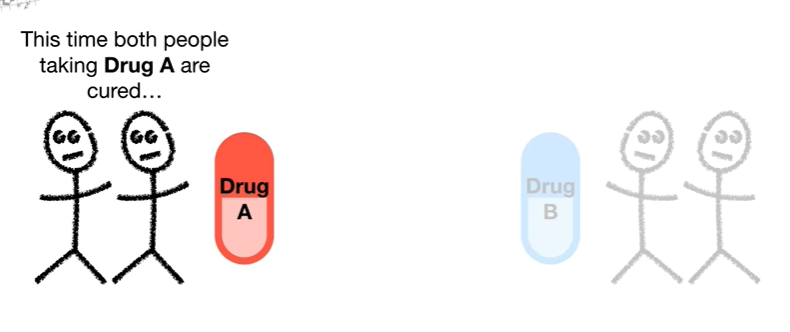 This time both people
taking Drug A are
cured...
Drug
A
Drug
B